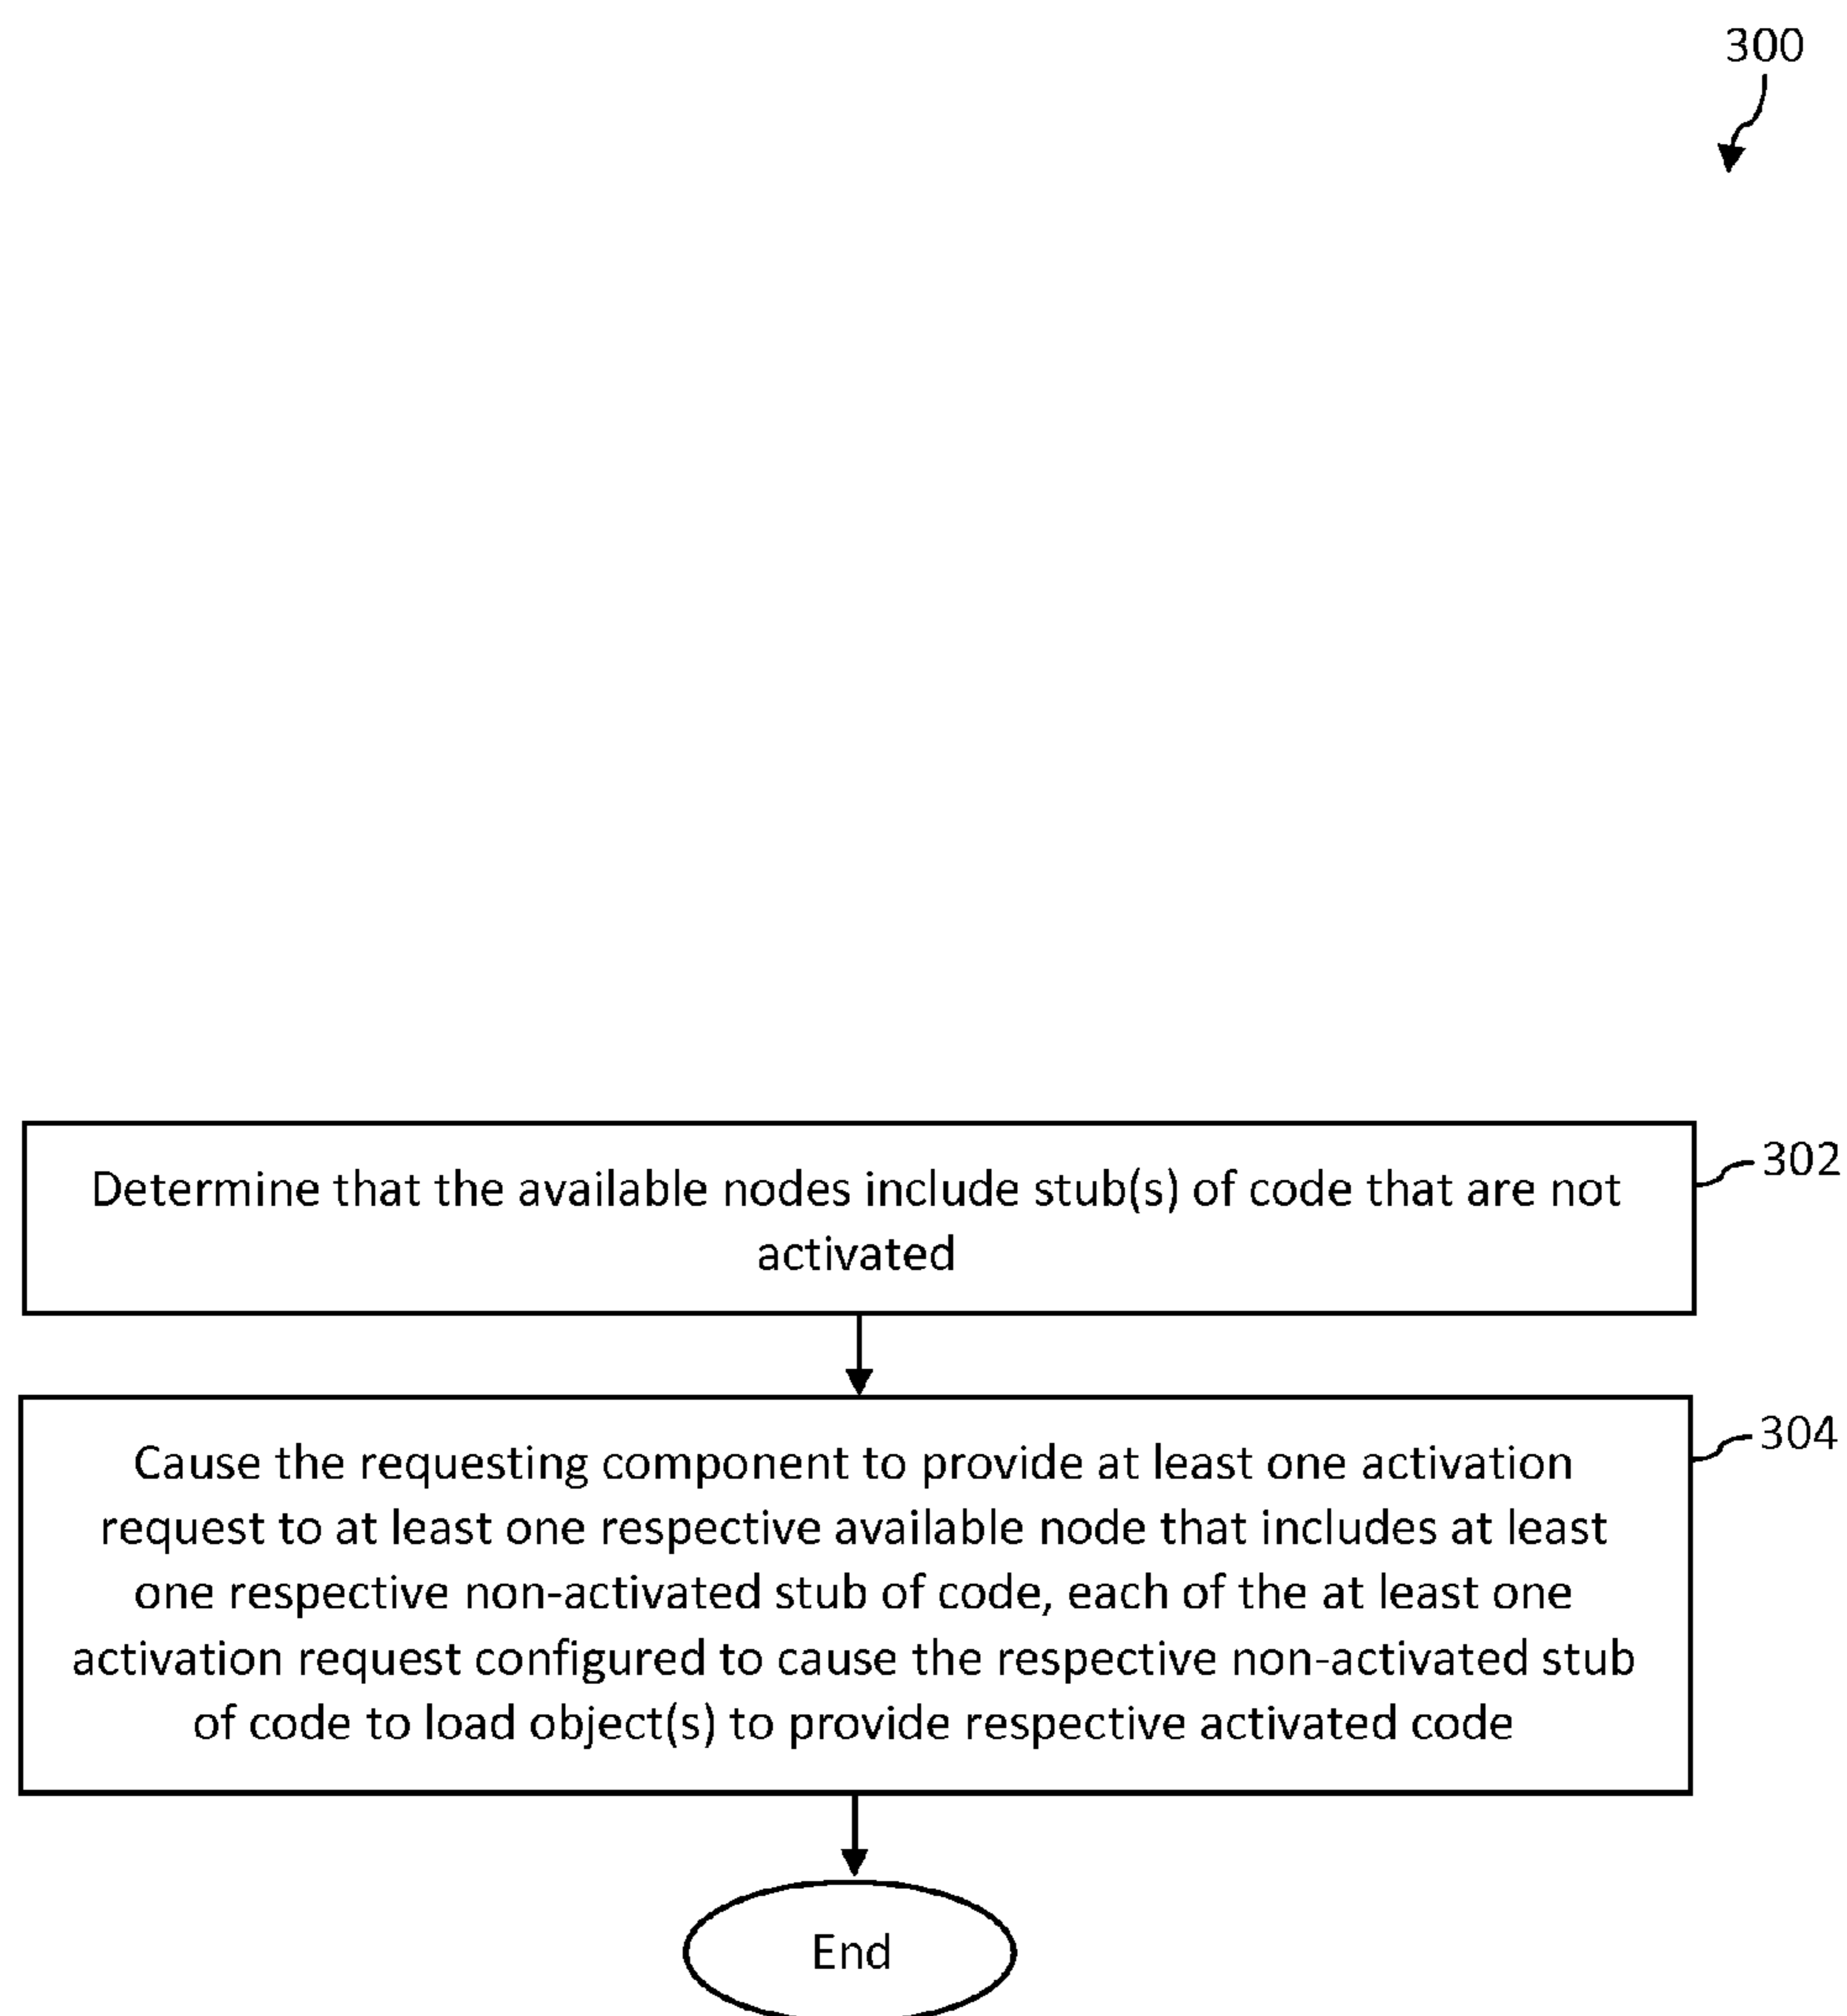 300
Determine that the available nodes include stub(s) of code that are not
activated
302
Cause the requesting component to provide at least one activation
request to at least one respective available node that includes at least
one respective non-activated stub of code, each of the at least one
activation request configured to cause the respective non-activated stub
of code to load object(s) to provide respective activated code
304
End